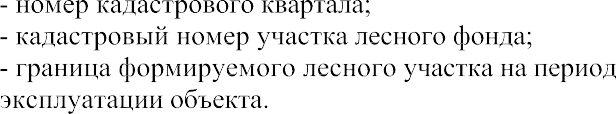 - номер кадастрового квартала;
- кадастровый номер участка лесного фонда;
- граница формируемого лесного участка на период
эксплуатации объекта.